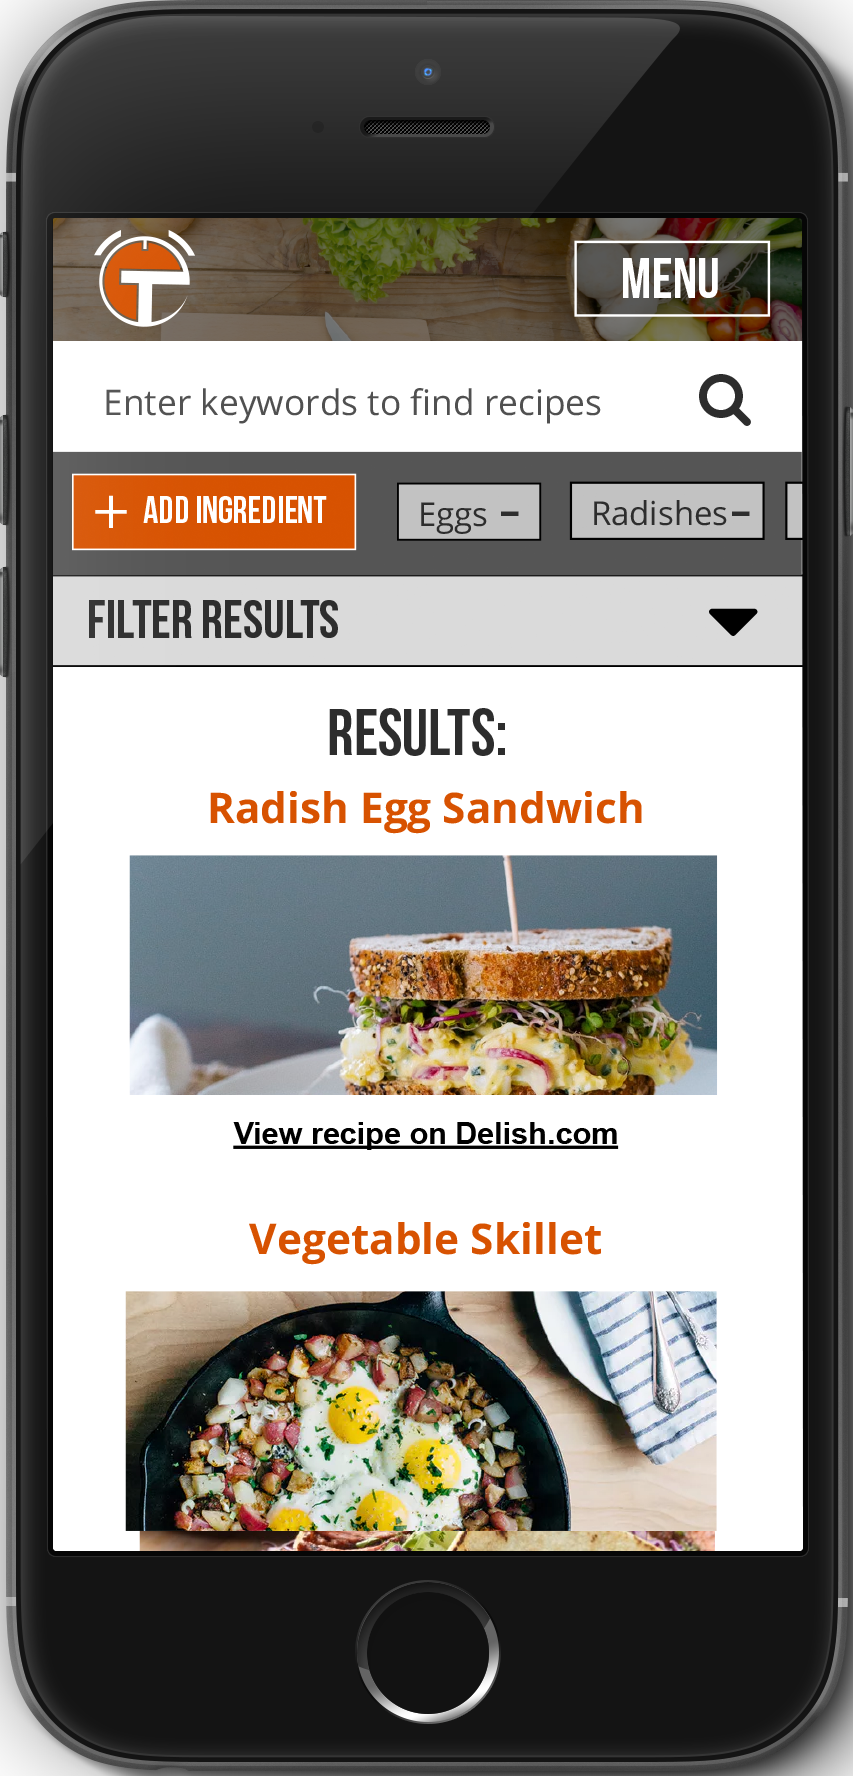 MENU
Enter keywords to find recipes
+ ADD INGREDIENT
Eggs –
Radishes –
FILTER RESULTS
RESULTS:
Radish Egg Sandwich
View recipe on Delish.com
Vegetable Skillet